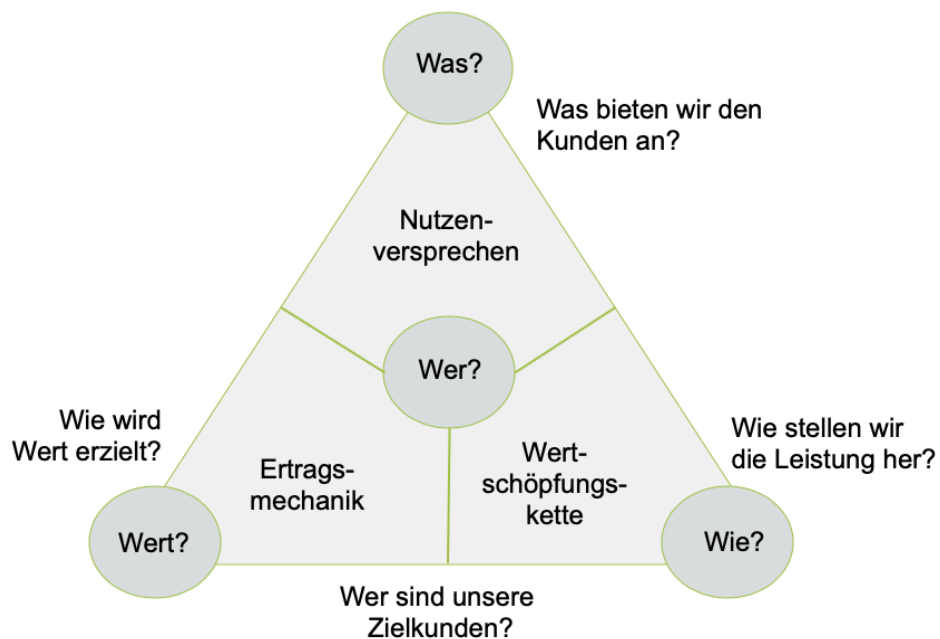 Was?
Was bieten wir den
Kunden an?
Nutzen-
versprechen
Wer?
Wie wird
Wert erzielt?
Wie stellen wir
die Leistung her?
Ertrags-
mechanik
Wert-
schöpfungs-
kette
Wert?
Wie?
Wer sind unsere
Zielkunden?